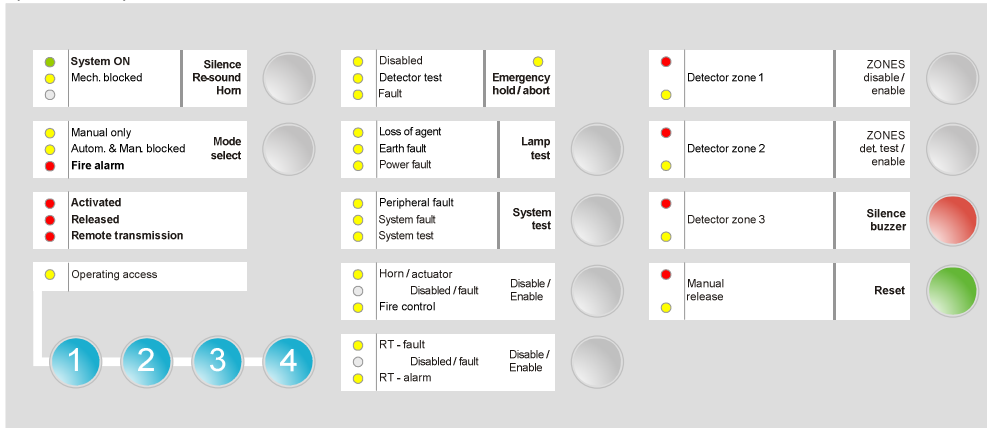 System ON
Mech. blocked
Silence
Re-sound
Horn
Manual only
Autom. & Man. blocked
Fire alarm
Mode
select
Activated
Released
Remote transmission
Operating access
1 2 3 4
Disabled
Detector test
Fault
Emergency
hold / abort
Loss of agent
Earth fault
Power fault
Lamp
test
Peripheral fault
System fault
System test
System
test
Horn / actuator
Disabled / fault
Fire control
Disable /
Enable
RT - fault
Disabled / fault
RT - alarm
Disable /
Enable
Detector zone 1
ZONES
disable /
enable
Detector zone 2
ZONES
det. test /
enable
Detector zone 3
Silence
buzzer
Manual
release
Reset